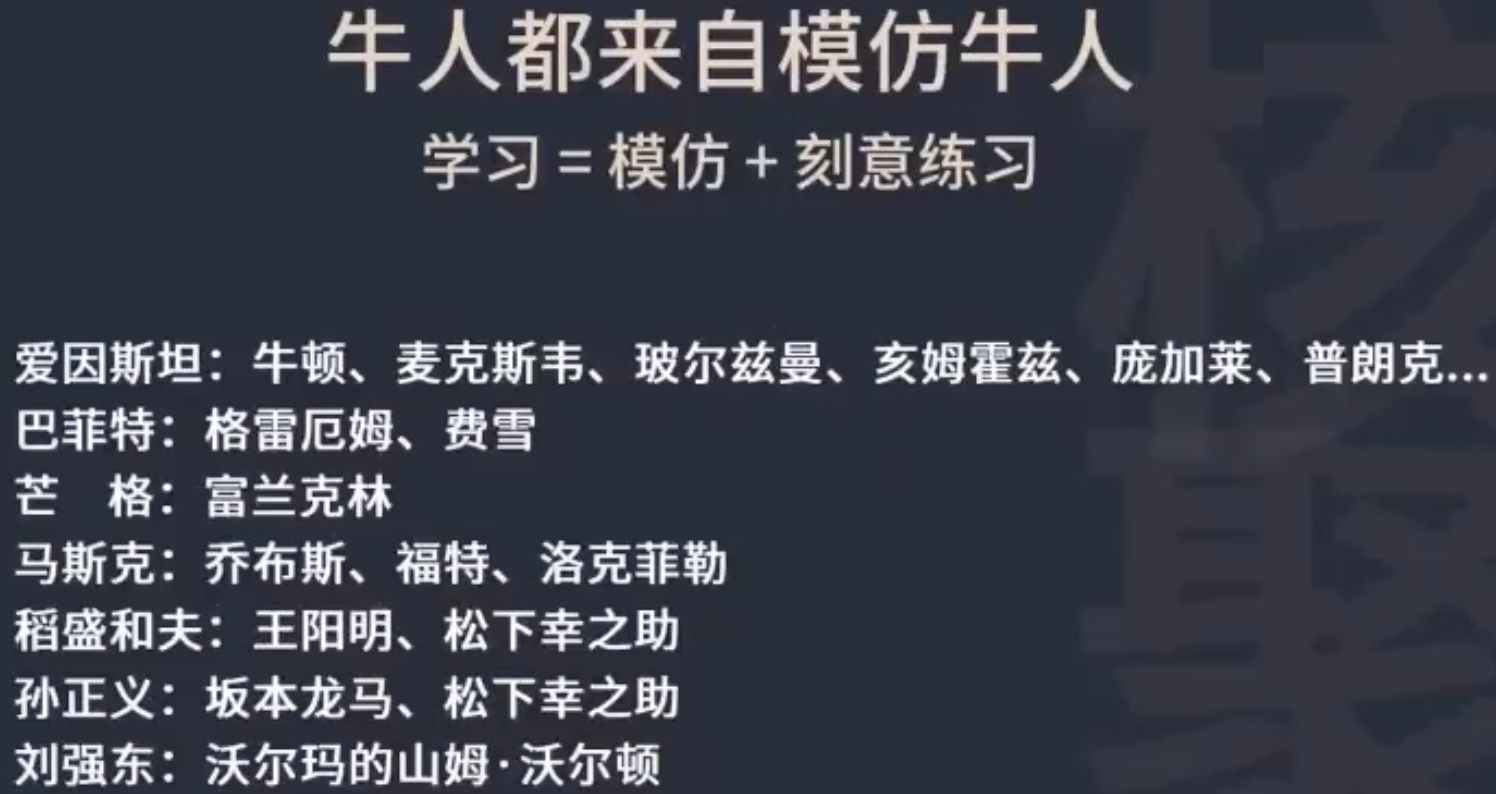 牛人都来自模仿牛人
学习 = 模仿 + 刻意练习
爱因斯坦：牛顿、麦克斯韦、玻尔兹曼、亥姆霍兹、庞加莱、普朗克...
巴菲特：格雷厄姆、费雪
芒　格：富兰克林
马斯克：乔布斯、福特、洛克菲勒
稻盛和夫：王阳明、松下幸之助
孙正义：坂本龙马、松下幸之助
刘强东：沃尔玛的山姆·沃尔顿